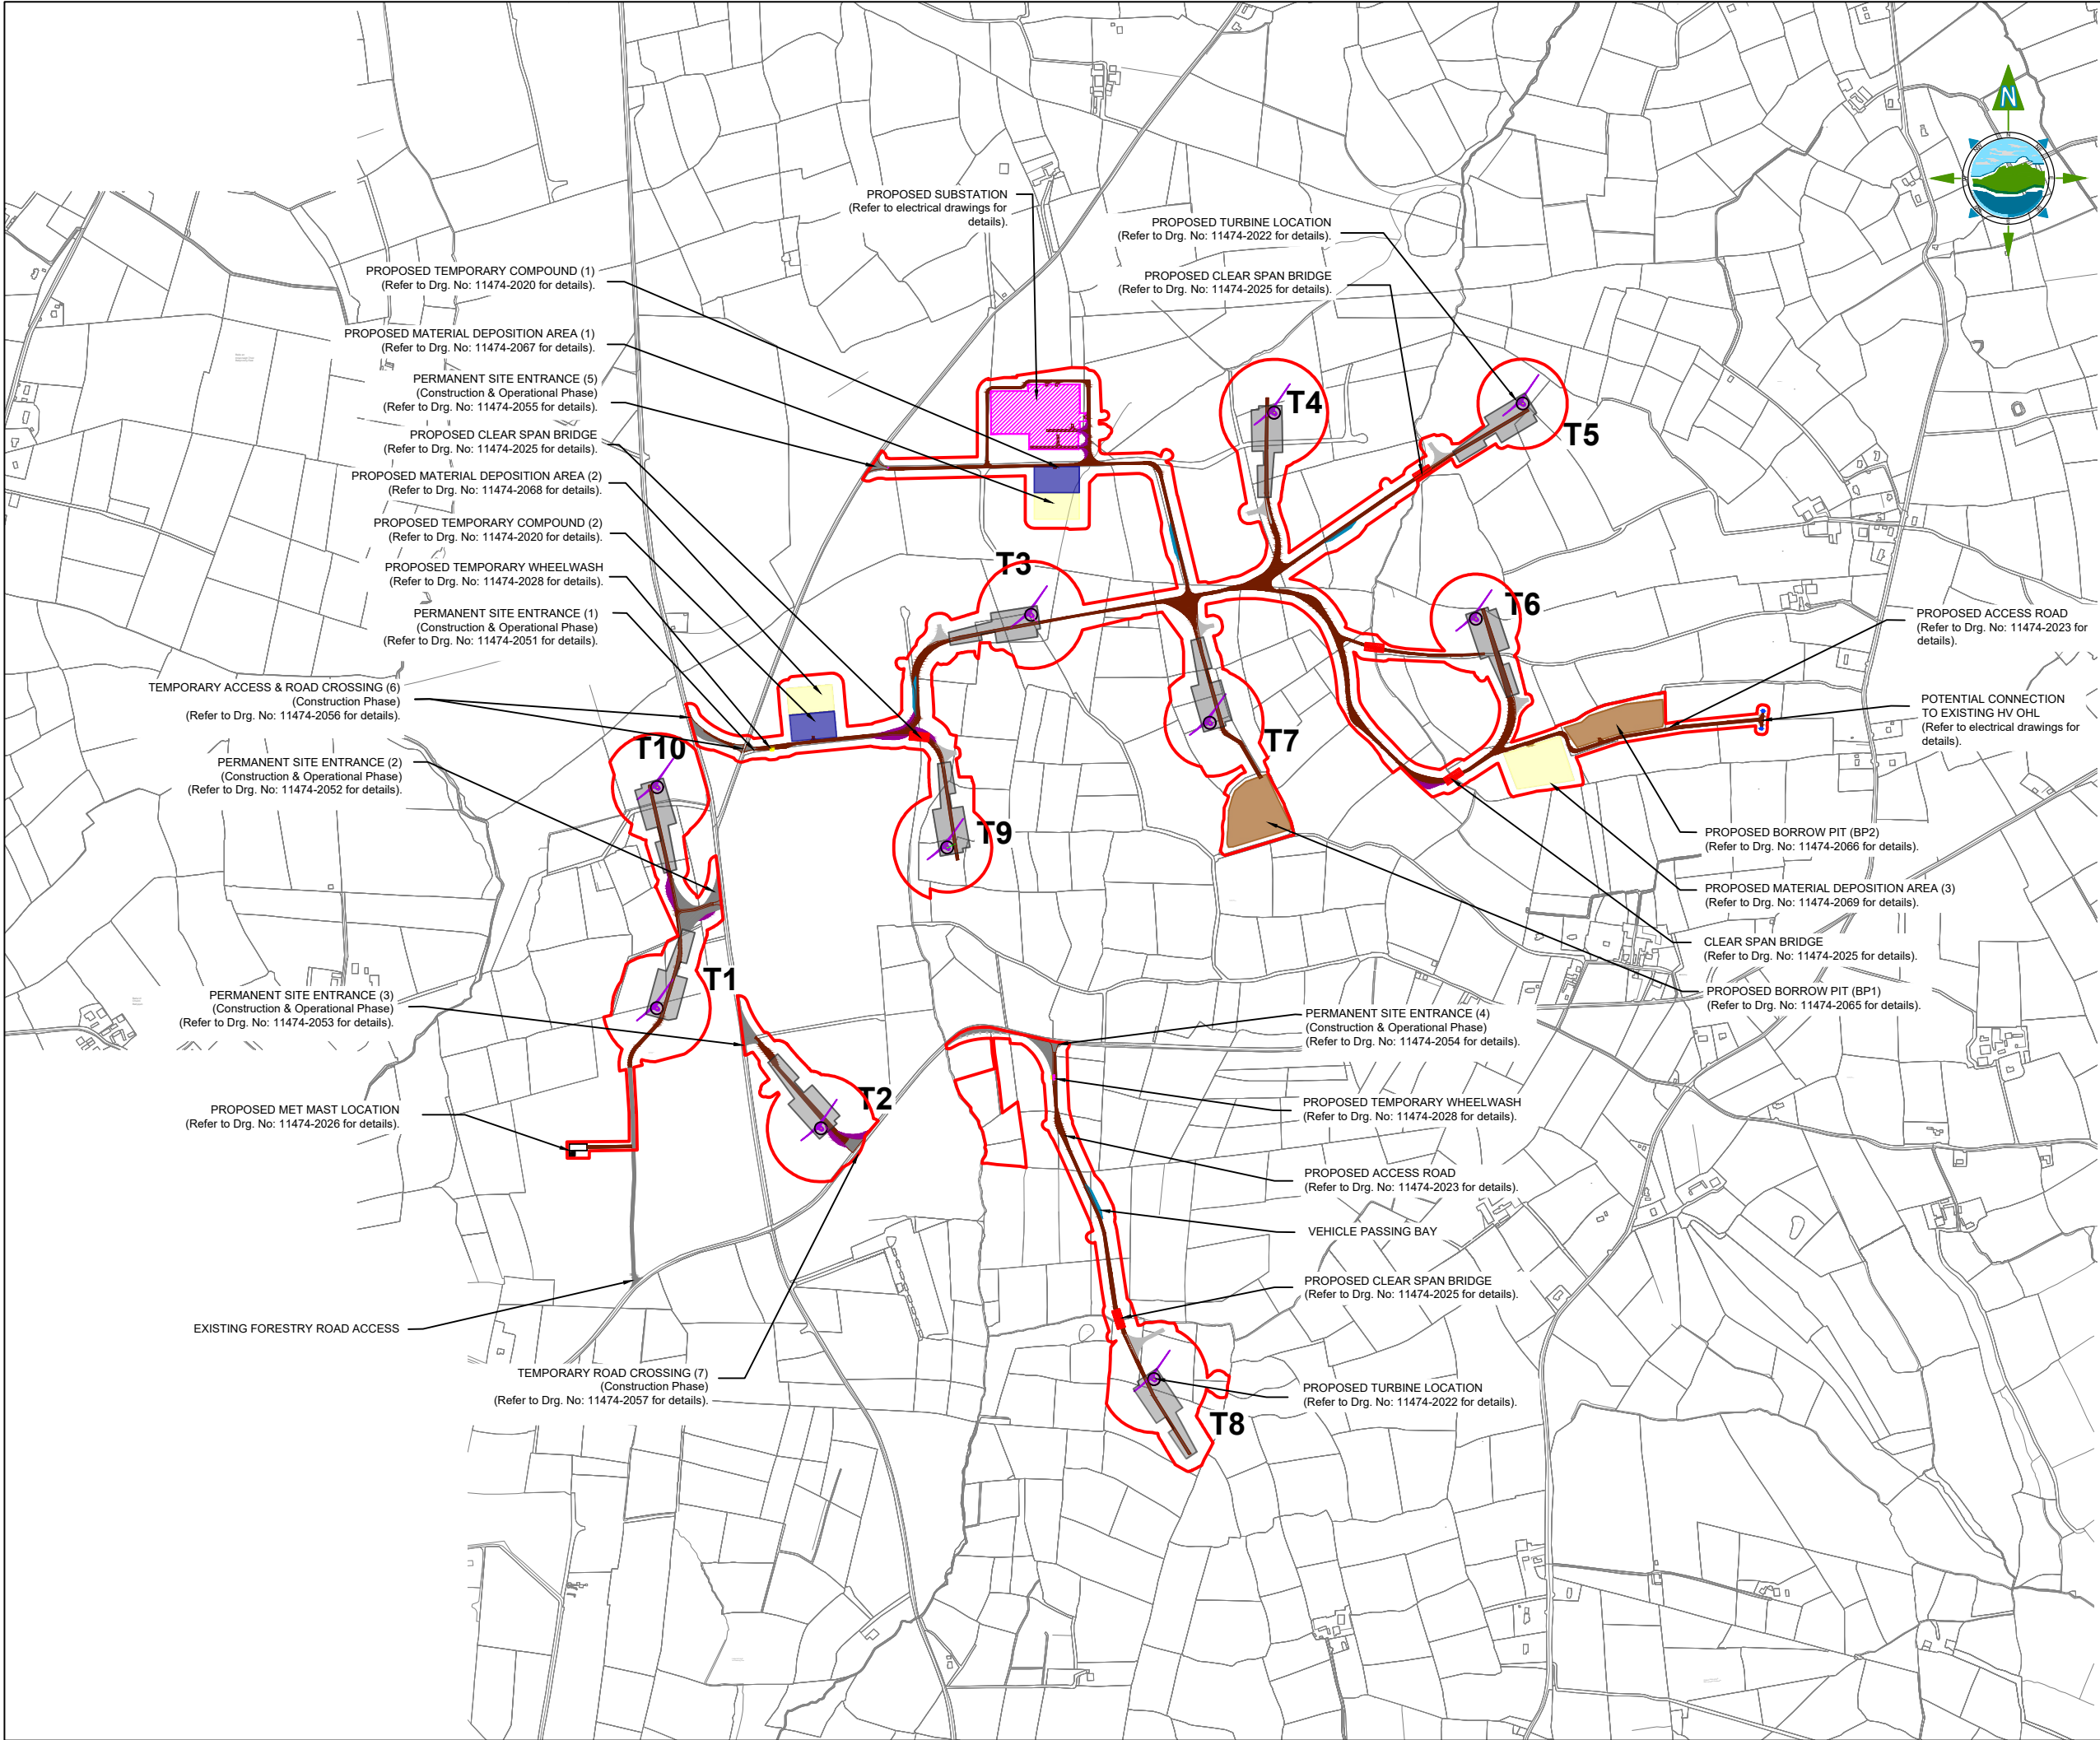 N
PROPOSED SUBSTATION
(Refer to electrical drawings for
details).
PROPOSED TURBINE LOCATION
(Refer to Drg. No: 11474-2022 for details).
PROPOSED CLEAR SPAN BRIDGE
(Refer to Drg. No: 11474-2025 for details).
PROPOSED TEMPORARY COMPOUND (1)
(Refer to Drg. No: 11474-2020 for details).
PROPOSED MATERIAL DEPOSITION AREA (1)
(Refer to Drg. No: 11474-2067 for details).
PERMANENT SITE ENTRANCE (5)
(Construction & Operational Phase)
(Refer to Drg. No: 11474-2055 for details).
PROPOSED CLEAR SPAN BRIDGE
(Refer to Drg. No: 11474-2025 for details).
PROPOSED MATERIAL DEPOSITION AREA (2)
(Refer to Drg. No: 11474-2068 for details).
PROPOSED TEMPORARY COMPOUND (2)
(Refer to Drg. No: 11474-2020 for details).
PROPOSED TEMPORARY WHEELWASH
(Refer to Drg. No: 11474-2028 for details).
PERMANENT SITE ENTRANCE (1)
(Construction & Operational Phase)
(Refer to Drg. No: 11474-2051 for details).
TEMPORARY ACCESS & ROAD CROSSING (6)
(Construction Phase)
(Refer to Drg. No: 11474-2056 for details).
PERMANENT SITE ENTRANCE (2)
(Construction & Operational Phase)
(Refer to Drg. No: 11474-2052 for details).
PERMANENT SITE ENTRANCE (3)
(Construction & Operational Phase)
(Refer to Drg. No: 11474-2053 for details).
PROPOSED MET MAST LOCATION
(Refer to Drg. No: 11474-2026 for details).
EXISTING FORESTRY ROAD ACCESS
TEMPORARY ROAD CROSSING (7)
(Construction Phase)
(Refer to Drg. No: 11474-2057 for details).
T4
T5
T3
T6
T7
T10
T9
T1
T2
T8
PROPOSED ACCESS ROAD
(Refer to Drg. No: 11474-2023 for
details).
POTENTIAL CONNECTION
TO EXISTING HV OHL
(Refer to electrical drawings for
details).
PROPOSED BORROW PIT (BP2)
(Refer to Drg. No: 11474-2066 for details).
PROPOSED MATERIAL DEPOSITION AREA (3)
(Refer to Drg. No: 11474-2069 for details).
CLEAR SPAN BRIDGE
(Refer to Drg. No: 11474-2025 for details).
PROPOSED BORROW PIT (BP1)
(Refer to Drg. No: 11474-2065 for details).
PERMANENT SITE ENTRANCE (4)
(Construction & Operational Phase)
(Refer to Drg. No: 11474-2054 for details).
PROPOSED TEMPORARY WHEELWASH
(Refer to Drg. No: 11474-2028 for details).
PROPOSED ACCESS ROAD
(Refer to Drg. No: 11474-2023 for details).
VEHICLE PASSING BAY
PROPOSED CLEAR SPAN BRIDGE
(Refer to Drg. No: 11474-2025 for details).
PROPOSED TURBINE LOCATION
(Refer to Drg. No: 11474-2022 for details).